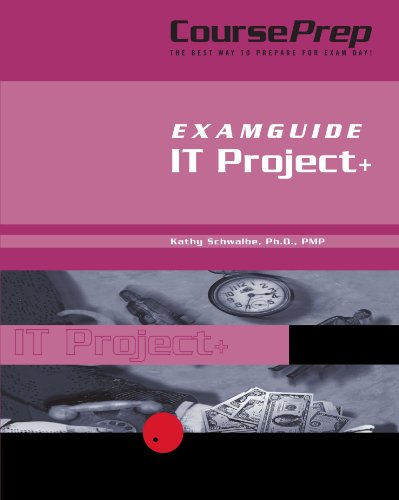 CoursePrep
THE BEST WAY TO PREPARE FOR EXAM DAY!
EXAMGUIDE
IT Project+
Kathy Schwalbe, Ph.D., PMP
IT Project+